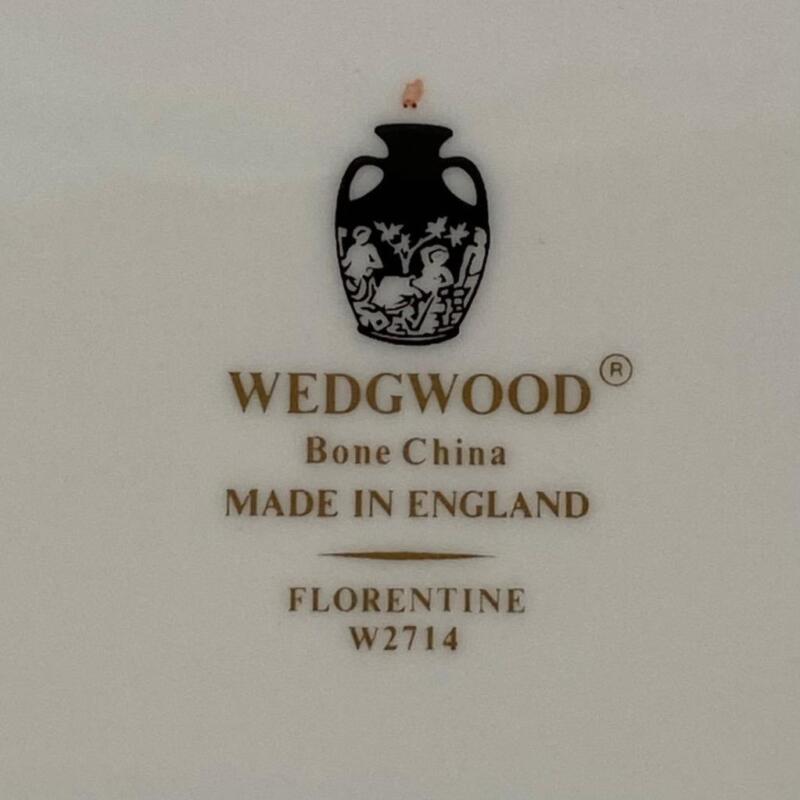 WEDGWOOD®
Bone China
MADE IN ENGLAND
FLORENTINE
W2714